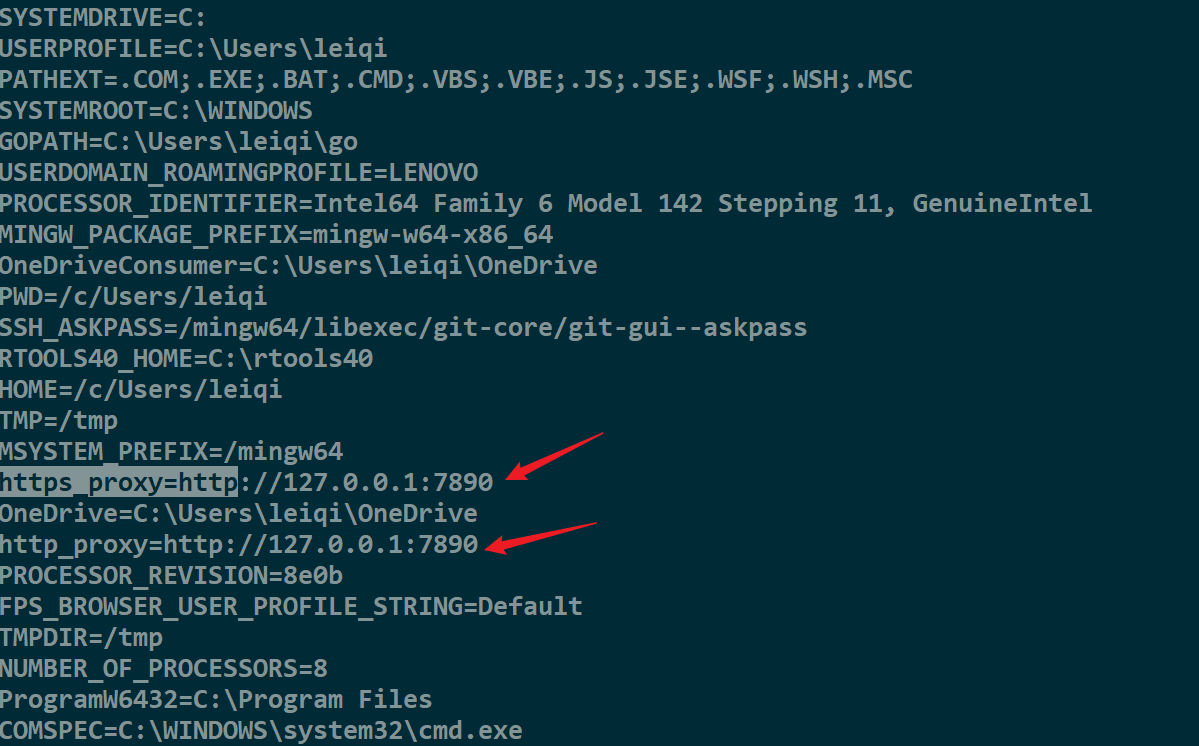 SYSTEMDRIVE=C:
USERPROFILE=C:\Users\leiqi
PATHEXT=.COM;.EXE;.BAT;.CMD;.VBS;.VBE;.JS;.JSE;.WSF;.WSH;.MSC
SYSTEMROOT=C:\WINDOWS
GOPATH=C:\Users\leiqi\go
USERDOMAIN_ROAMINGPROFILE=LENOVO
PROCESSOR_IDENTIFIER=Intel64 Family 6 Model 142 Stepping 11, GenuineIntel
MINGW_PACKAGE_PREFIX=mingw-w64-x86_64
OneDriveConsumer=C:\Users\leiqi\OneDrive
PWD=/c/Users/leiqi
SSH_ASKPASS=/mingw64/libexec/git-core/git-gui--askpass
RTOOLS40_HOME=C:\rtools40
HOME=/c/Users/leiqi
TMP=/tmp
MSYSTEM_PREFIX=/mingw64
https_proxy=http://127.0.0.1:7890
OneDrive=C:\Users\leiqi\OneDrive
http_proxy=http://127.0.0.1:7890
PROCESSOR_REVISION=8e0b
FPS_BROWSER_USER_PROFILE_STRING=Default
TMPDIR=/tmp
NUMBER_OF_PROCESSORS=8
ProgramW6432=C:\Program Files
COMSPEC=C:\WINDOWS\system32\cmd.exe